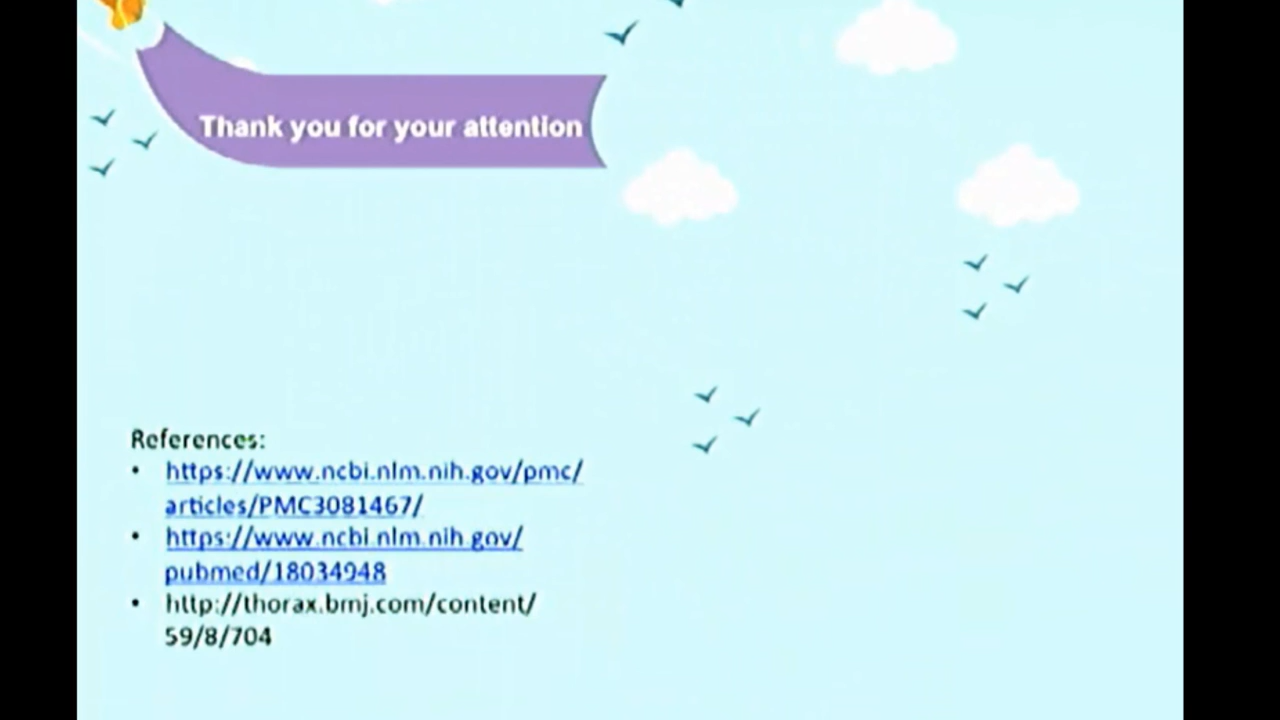 Thank you for your attention
References:
• https://www.ncbi.nlm.nih.gov/pmc/
articles/PMC3081467/
• https://www.ncbi.nlm.nih.gov/
pubmed/18034948
• http://thorax.bmj.com/content/
59/8/704